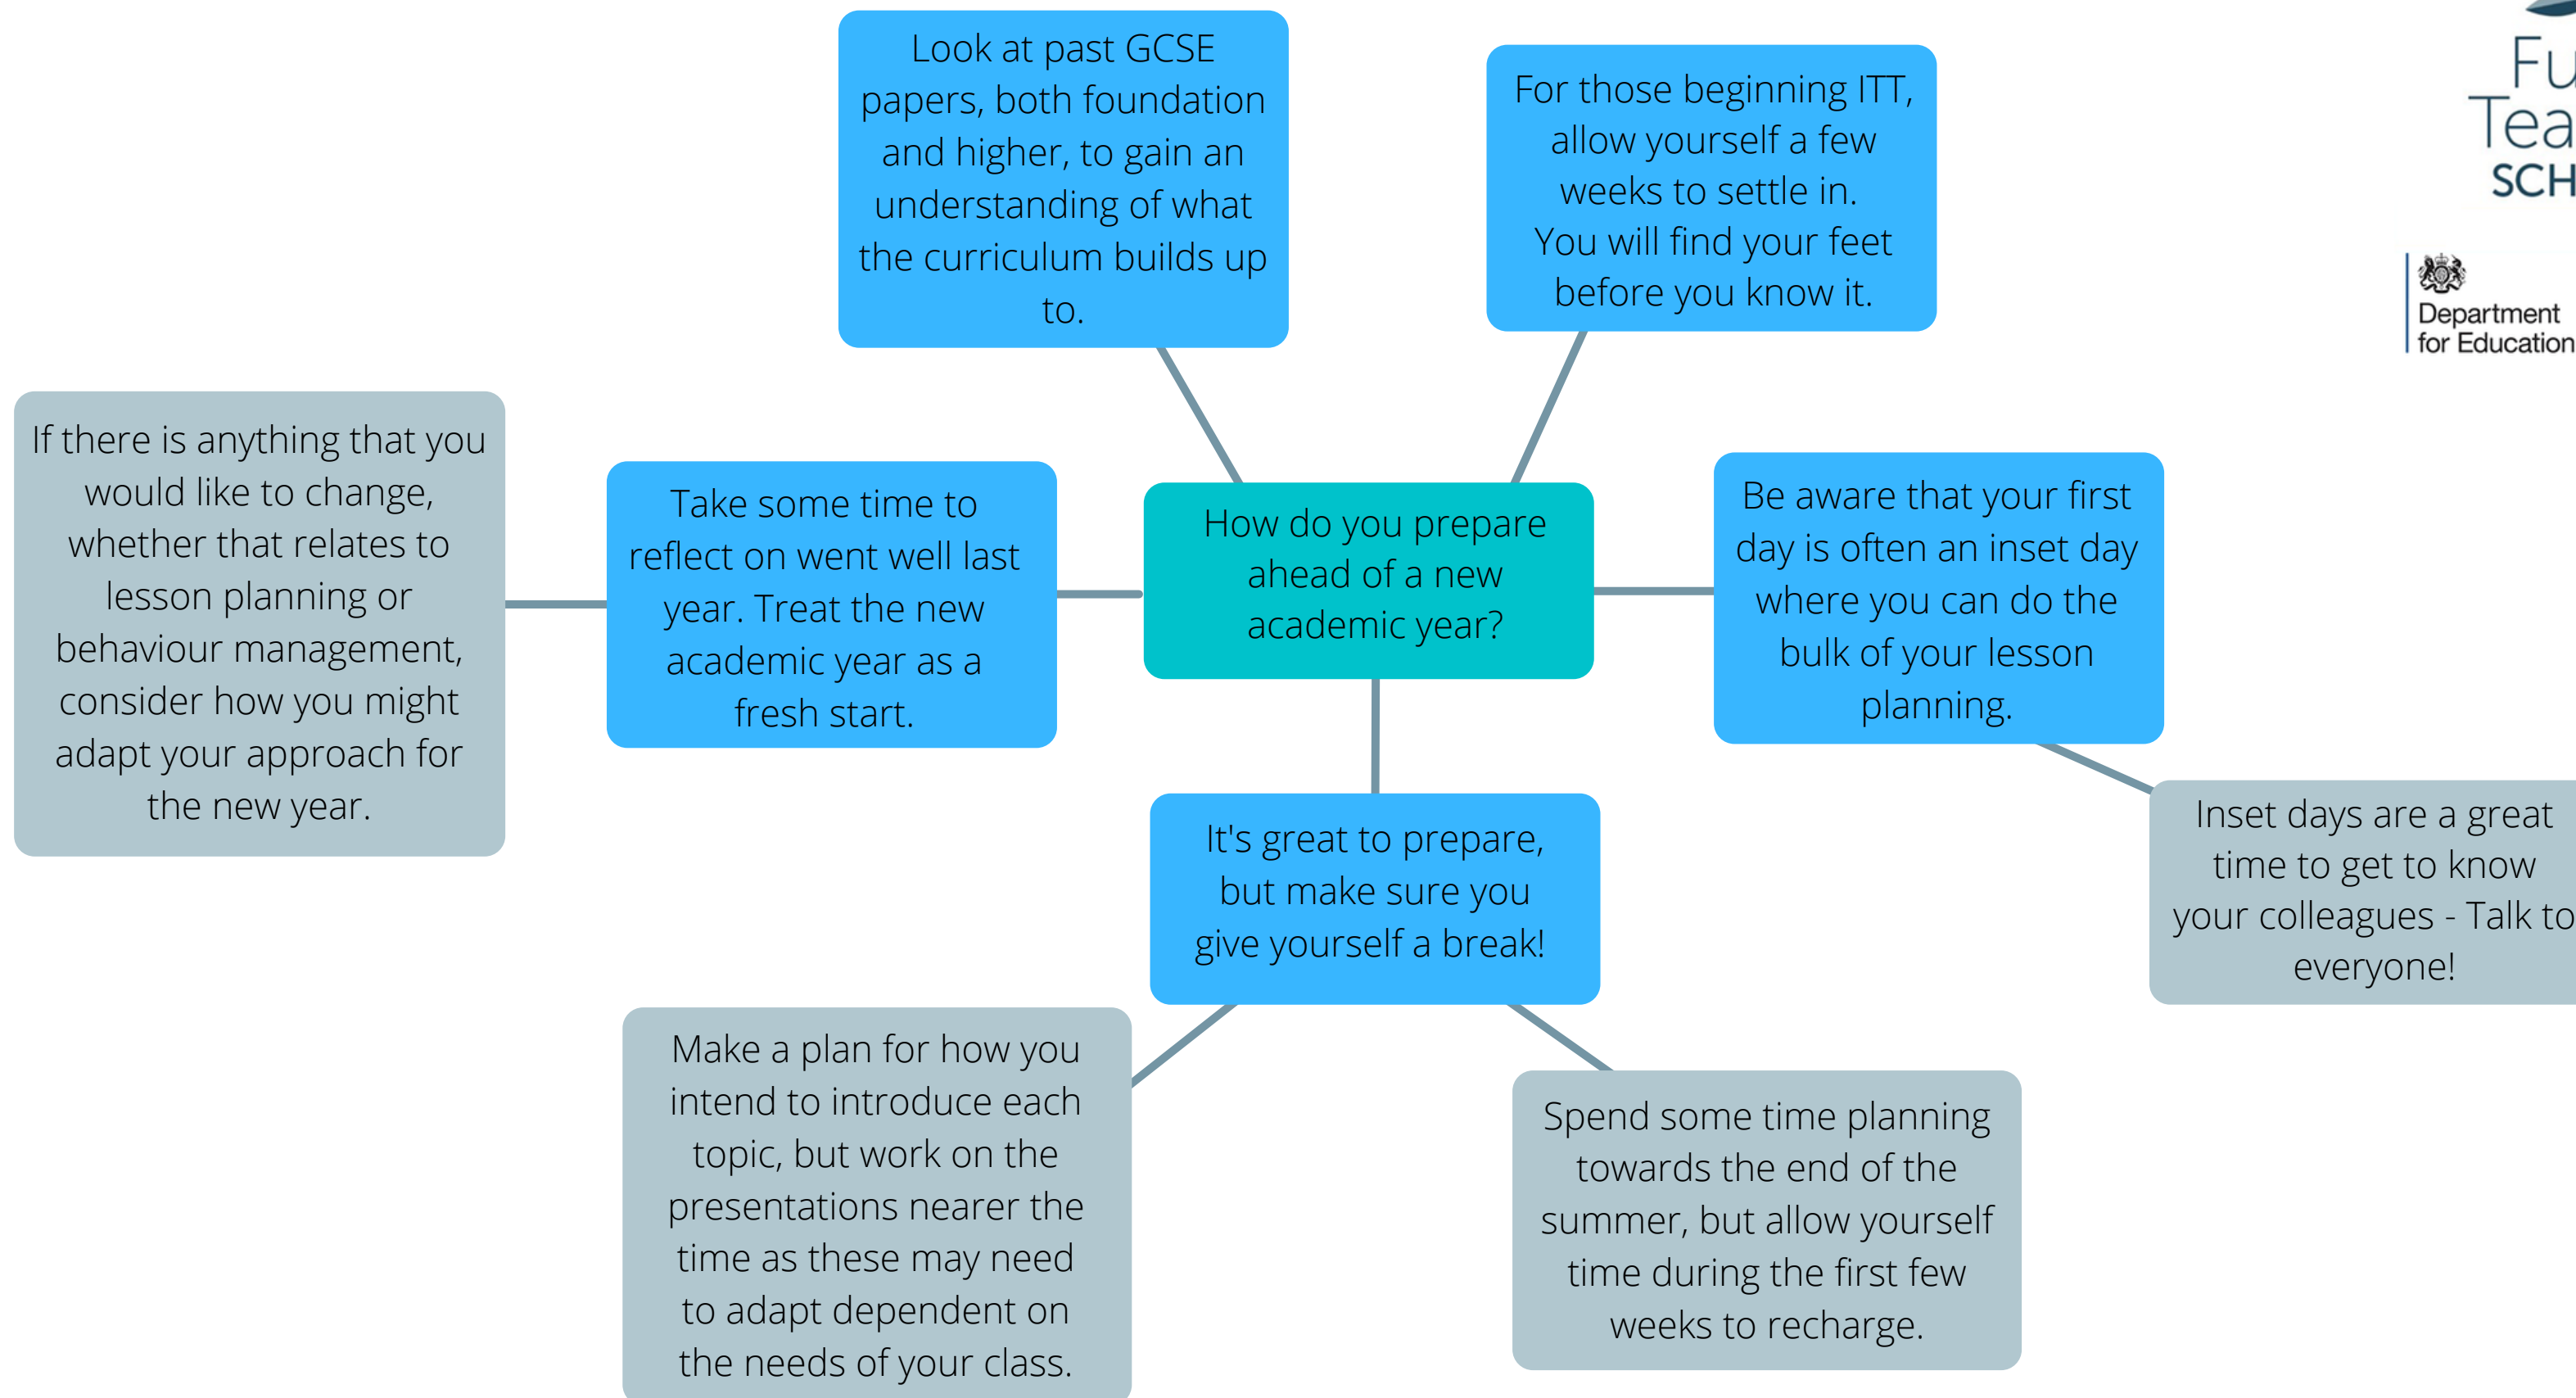 Look at past GCSE
papers, both foundation
and higher, to gain an
understanding of what
the curriculum builds up
to.
For those beginning ITT,
allow yourself a few
weeks to settle in.
You will find your feet
before you know it.
Department
for Education
If there is anything that you
would like to change,
whether that relates to
lesson planning or
behaviour management,
consider how you might
adapt your approach for
the new year.
Take some time to
reflect on went well last
year. Treat the new
academic year as a
fresh start.
How do you prepare
ahead of a new
academic year?
Be aware that your first
day is often an inset day
where you can do the
bulk of your lesson
planning.
Inset days are a great
time to get to know
your colleagues - Talk to
everyone!
It's great to prepare,
but make sure you
give yourself a break!
Make a plan for how you
intend to introduce each
topic, but work on the
presentations nearer the
time as these may need
to adapt dependent on
the needs of your class.
Spend some time planning
towards the end of the
summer, but allow yourself
time during the first few
weeks to recharge.